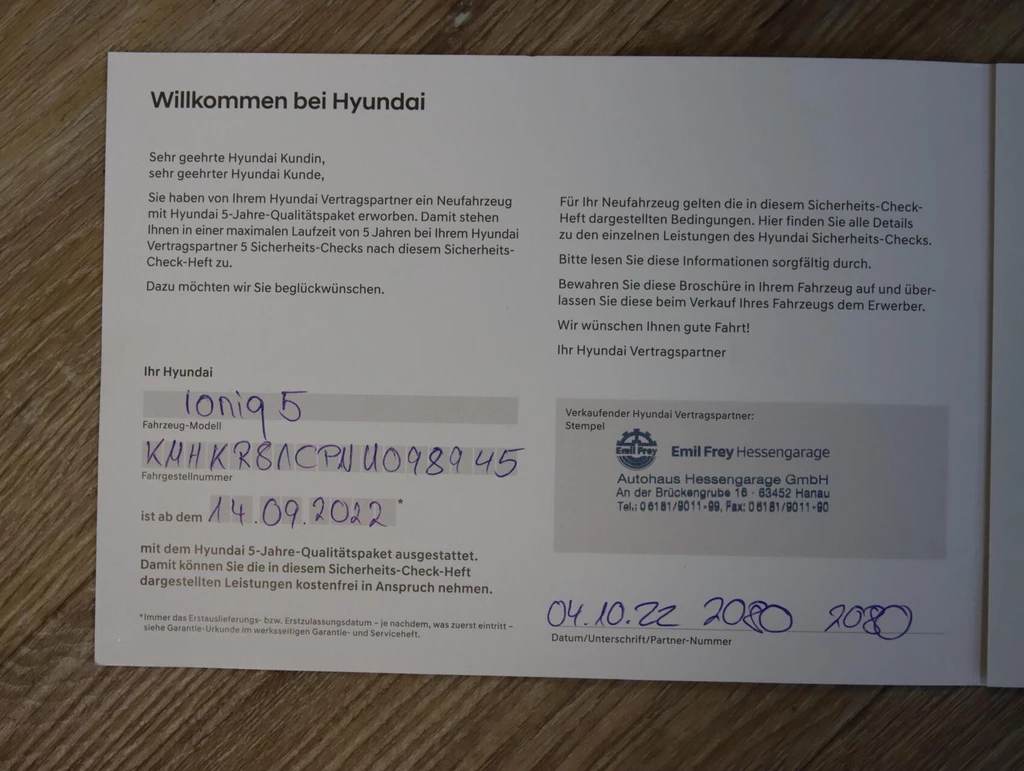 Willkommen bei Hyundai
Sehr geehrte Hyundai Kundin,
sehr geehrter Hyundai Kunde,
Sie haben von Ihrem Hyundai Vertragspartner ein Neufahrzeug
mit Hyundai 5-Jahre-Qualitätspaket erworben. Damit stehen
Ihnen in einer maximalen Laufzeit von 5 Jahren bei Ihrem Hyundai
Vertragspartner 5 Sicherheits-Checks nach diesem Sicherheits-
Check-Heft zu.
Dazu möchten wir Sie beglückwünschen.
Ihr Hyundai
Ioniq 5
Fahrzeug-Modell
KMHKR81CPNU098945
Fahrgestellnummer
ist ab dem 14.09.2022 *
mit dem Hyundai 5-Jahre-Qualitätspaket ausgestattet.
Damit können Sie die in diesem Sicherheits-Check-Heft
dargestellten Leistungen kostenfrei in Anspruch nehmen.
*Immer das Erstauslieferungs- bzw. Erstzulassungsdatum – je nachdem, was zuerst eintritt –
siehe Garantie-Urkunde im werksseitigen Garantie- und Serviceheft.
Für Ihr Neufahrzeug gelten die in diesem Sicherheits-Check-
Heft dargestellten Bedingungen. Hier finden Sie alle Details
zu den einzelnen Leistungen des Hyundai Sicherheits-Checks.
Bitte lesen Sie diese Informationen sorgfältig durch.
Bewahren Sie diese Broschüre in Ihrem Fahrzeug auf und über-
lassen Sie diese beim Verkauf Ihres Fahrzeugs dem Erwerber.
Wir wünschen Ihnen gute Fahrt!
Ihr Hyundai Vertragspartner
Verkaufender Hyundai Vertragspartner:
Stempel
Emil Frey Emil Frey Hessengarage
Autohaus Hessengarage GmbH
An der Brückengrube 16 · 63452 Hanau
Tel.: 06181/9011-99, Fax: 06181/9011-90
04.10.22 2080 2080
Datum/Unterschrift/Partner-Nummer